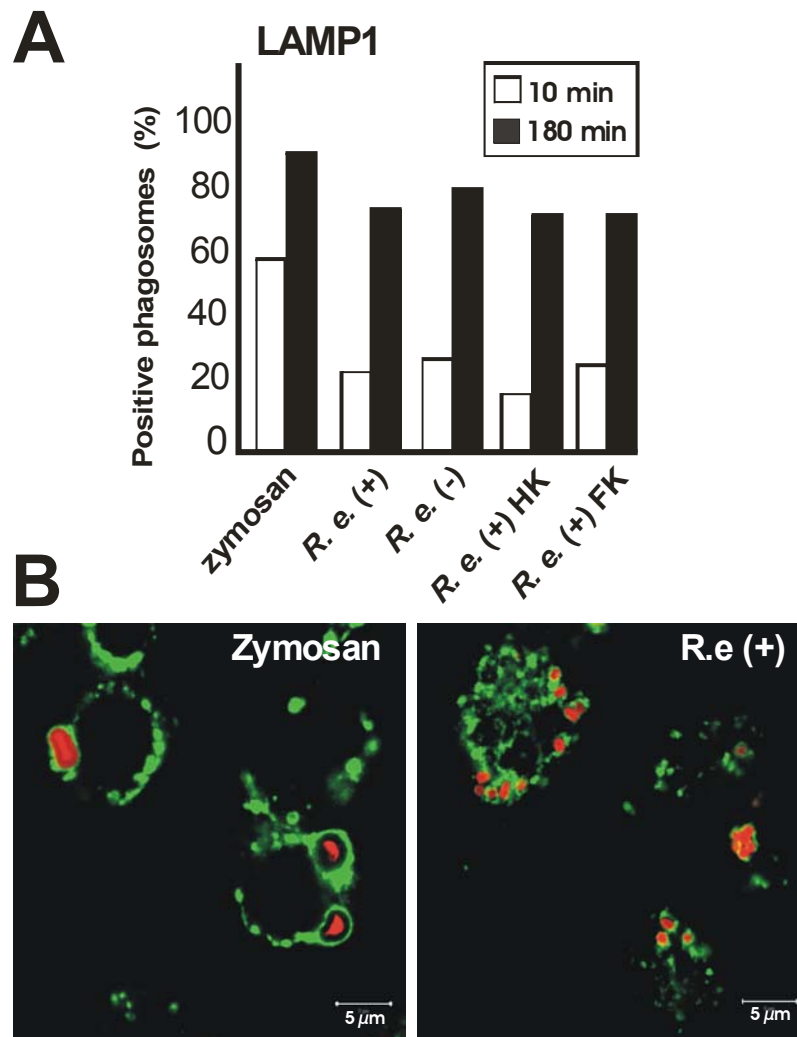 A
LAMP1
10 min
180 min
Positive phagosomes (%)
100
80
60
40
20
0
zymosan
R. e. (+)
R. e. (-)
R. e. (+) HK
R. e. (+) FK
B
Zymosan
R.e (+)
5 µm
5 µm